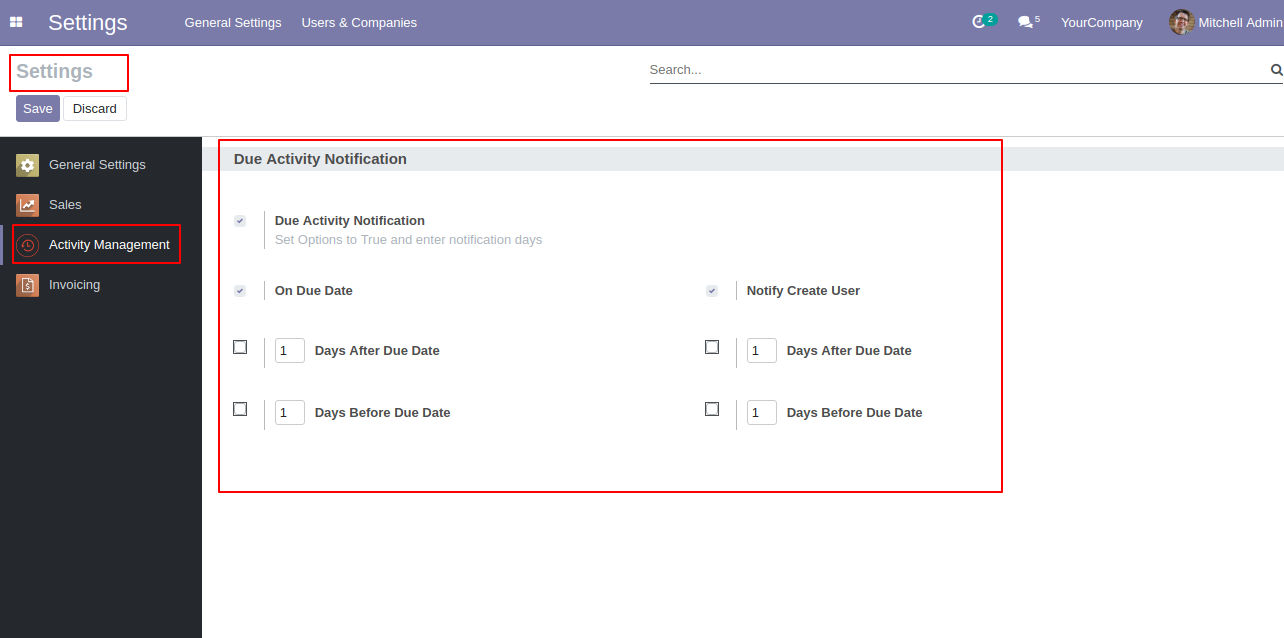 Settings General Settings Users & Companies 2 5 YourCompany Mitchell Admin
Settings Search...
Save Discard
General Settings
Sales
Activity Management
Invoicing
Due Activity Notification
Due Activity Notification
Set Options to True and enter notification days
On Due Date Notify Create User
1 Days After Due Date 1 Days After Due Date
1 Days Before Due Date 1 Days Before Due Date